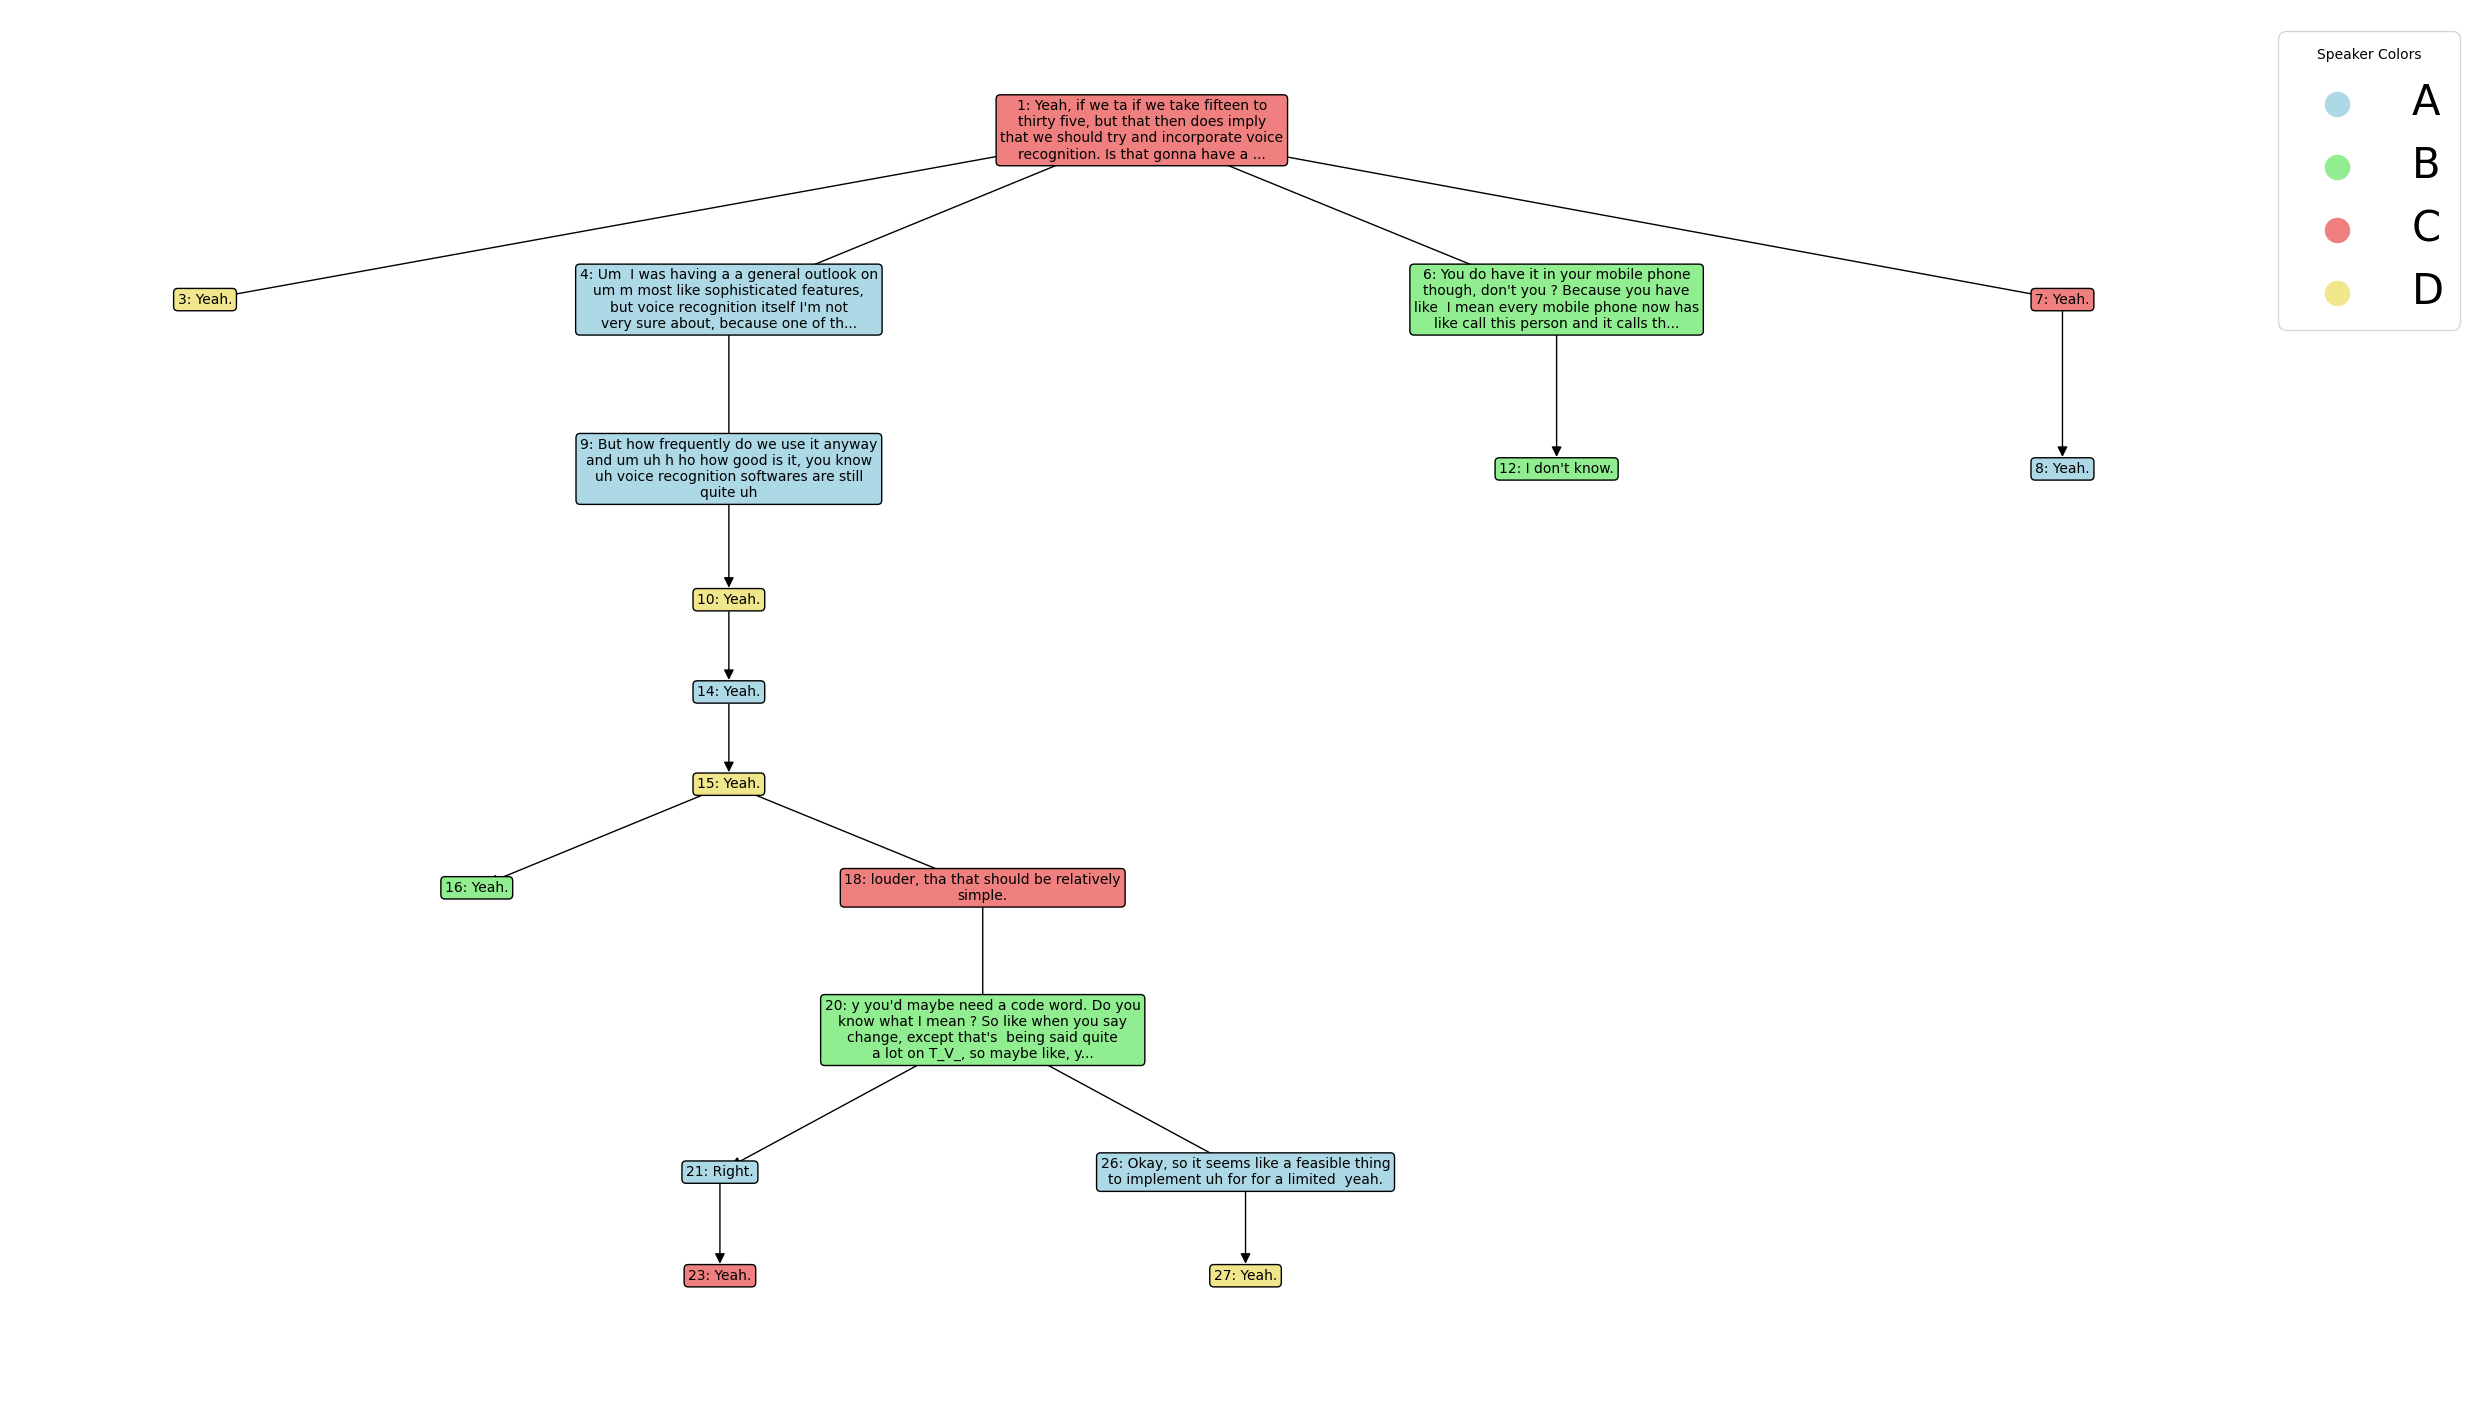 Speaker Colors
A
B
C
D
1: Yeah, if we ta if we take fifteen to
thirty five, but that then does imply
that we should try and incorporate voice
recognition. Is that gonna have a ...
3: Yeah.
4: Um  I was having a a general outlook on
um m most like sophisticated features,
but voice recognition itself I'm not
very sure about, because one of th...
6: You do have it in your mobile phone
though, don't you ? Because you have
like  I mean every mobile phone now has
like call this person and it calls th...
7: Yeah.
9: But how frequently do we use it anyway
and um uh h ho how good is it, you know
uh voice recognition softwares are still
quite uh
12: I don't know.
8: Yeah.
10: Yeah.
14: Yeah.
15: Yeah.
16: Yeah.
18: louder, tha that should be relatively
simple.
20: y you'd maybe need a code word. Do you
know what I mean ? So like when you say
change, except that's  being said quite
a lot on T_V_, so maybe like, y...
21: Right.
26: Okay, so it seems like a feasible thing
to implement uh for for a limited  yeah.
23: Yeah.
27: Yeah.